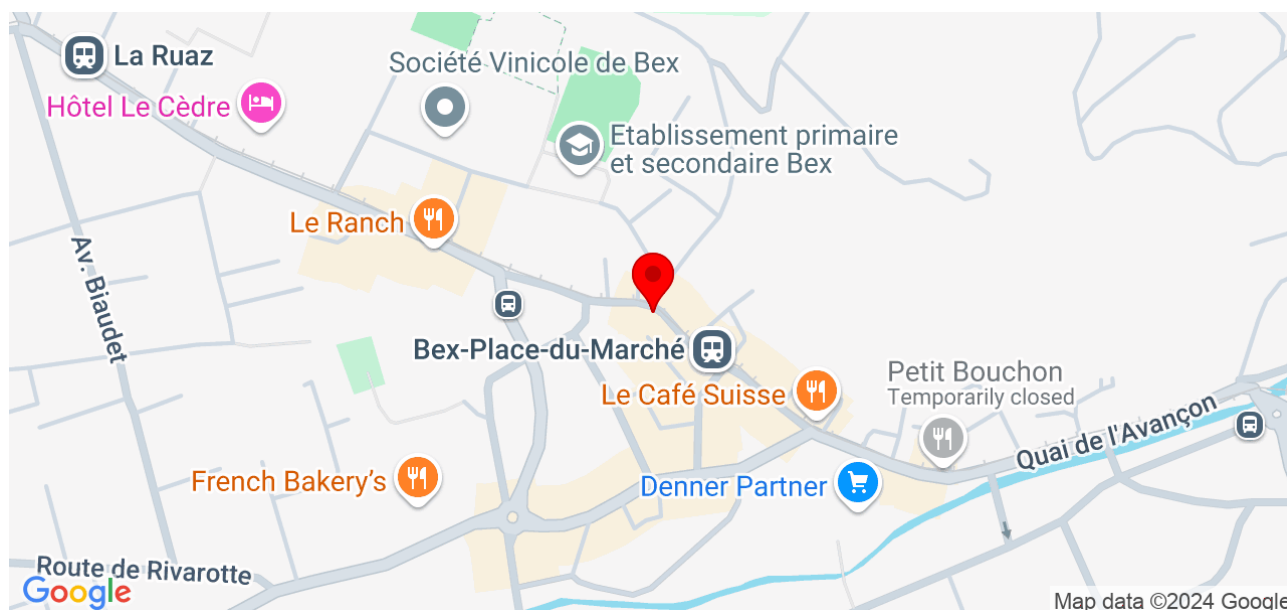 La Ruaz
Société Vinicole de Bex
Hôtel Le Cèdre
Etablissement primaire
et secondaire Bex
Le Ranch
Av. Biaudet
Bex-Place-du-Marché
Le Café Suisse
Petit Bouchon
Temporarily closed
Quai de l'Avançon
French Bakery's
Denner Partner
Route de Rivarotte
Google
Map data ©2024 Google